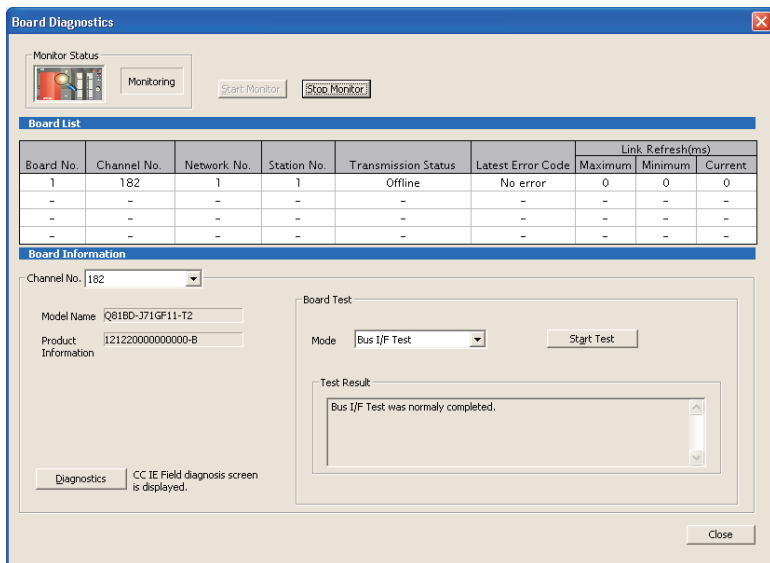 Board Diagnostics
Monitor Status
Monitoring
Start Monitor
Stop Monitor
Board List
Link Refresh(ms)
Board No. Channel No. Network No. Station No. Transmission Status Latest Error Code Maximum Minimum Current
1 182 1 1 Offline No error 0 0 0
- - - - - - - - -
- - - - - - - - -
- - - - - - - - -
Board Information
Channel No. 182
Model Name Q81BD-J71GF11-T2
Product Information 121220000000000-B
Board Test
Mode Bus I/F Test Start Test
Test Result
Bus I/F Test was normaly completed.
Diagnostics
CC IE Field diagnosis screen
is displayed.
Close